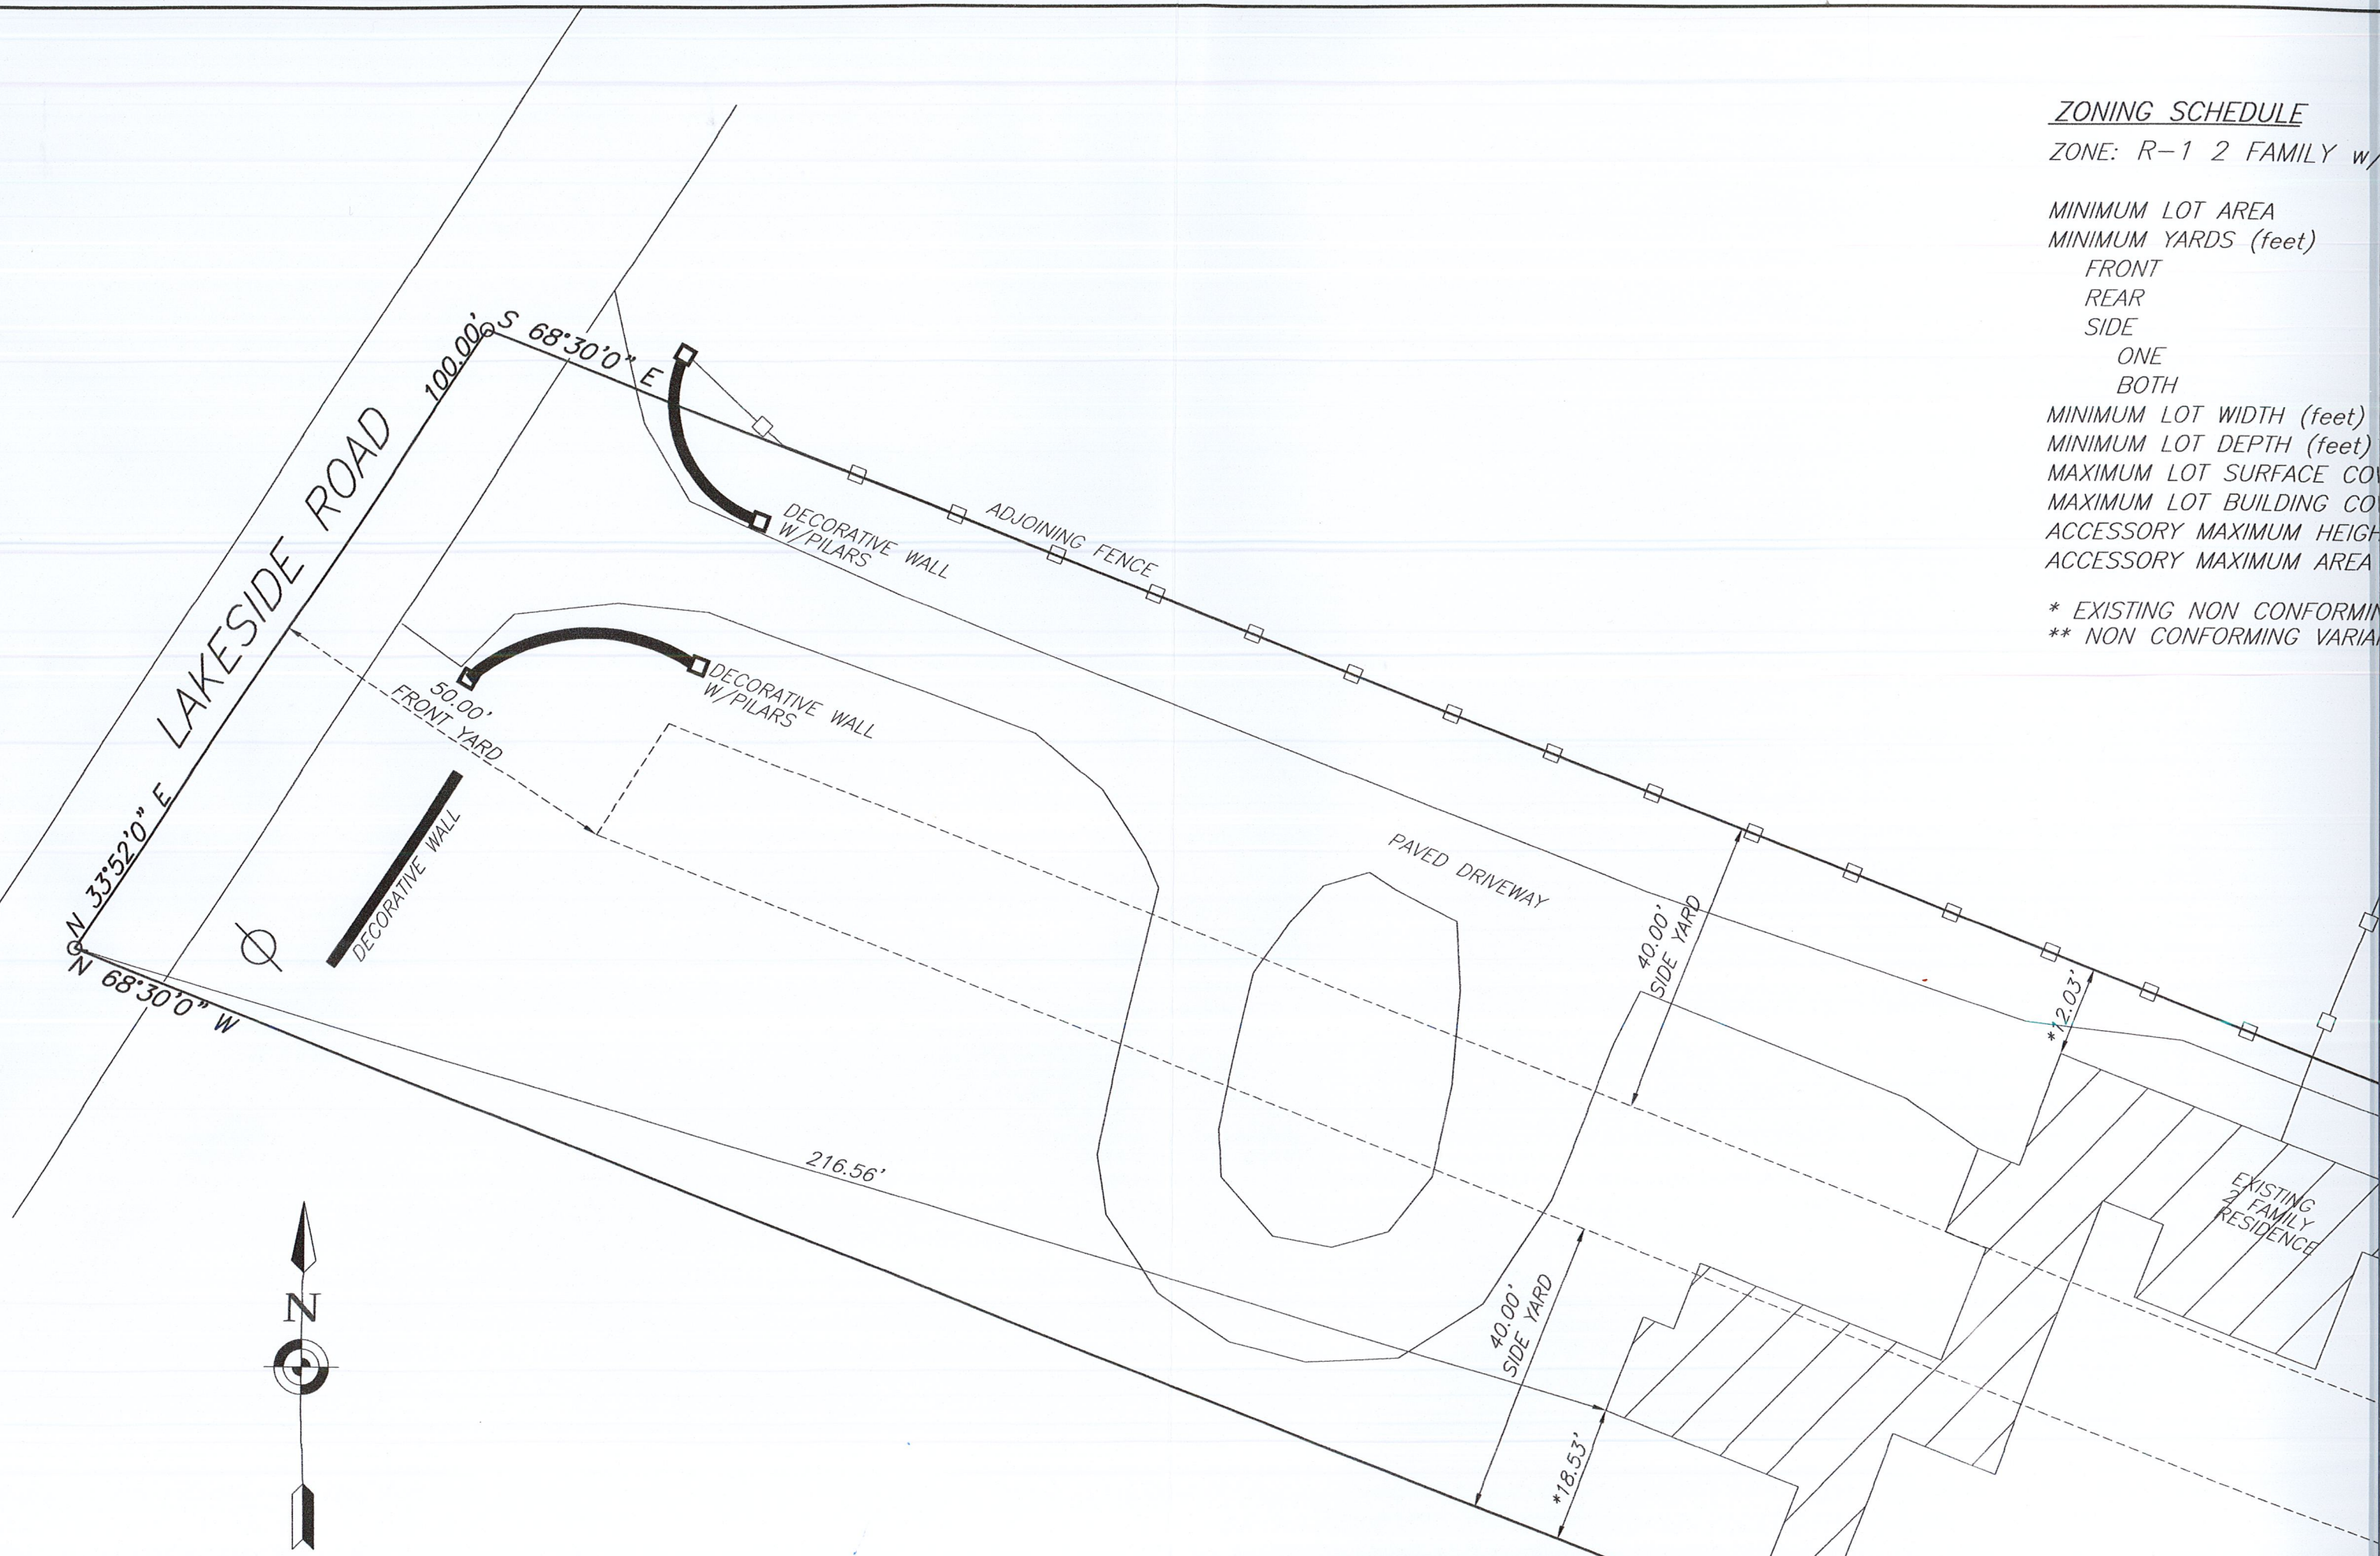 ZONING SCHEDULE
ZONE: R-1 2 FAMILY w/
MINIMUM LOT AREA
MINIMUM YARDS (feet)
FRONT
REAR
SIDE
ONE
BOTH
MINIMUM LOT WIDTH (feet)
MINIMUM LOT DEPTH (feet)
MAXIMUM LOT SURFACE
MAXIMUM LOT BUILDING
ACCESSORY MAXIMUM
ACCESSORY MAXIMUM AREA
* EXISTING NON
** NON CONFORMING
LAKESIDE ROAD
N 33°52'0" E
100.00'
S 68°30'0" E
DECORATIVE WALL
W/PILARS
ADJOINING FENCE
50.00'
FRONT YARD
DECORATIVE WALL
W/PILARS
DECORATIVE WALL
N 68°30'0" W
PAVED DRIVEWAY
40.00'
SIDE YARD
*12.03'
216.56'
EXISTING
2 FAMILY
RESIDENCE
40.00'
SIDE YARD
*18.53'
N